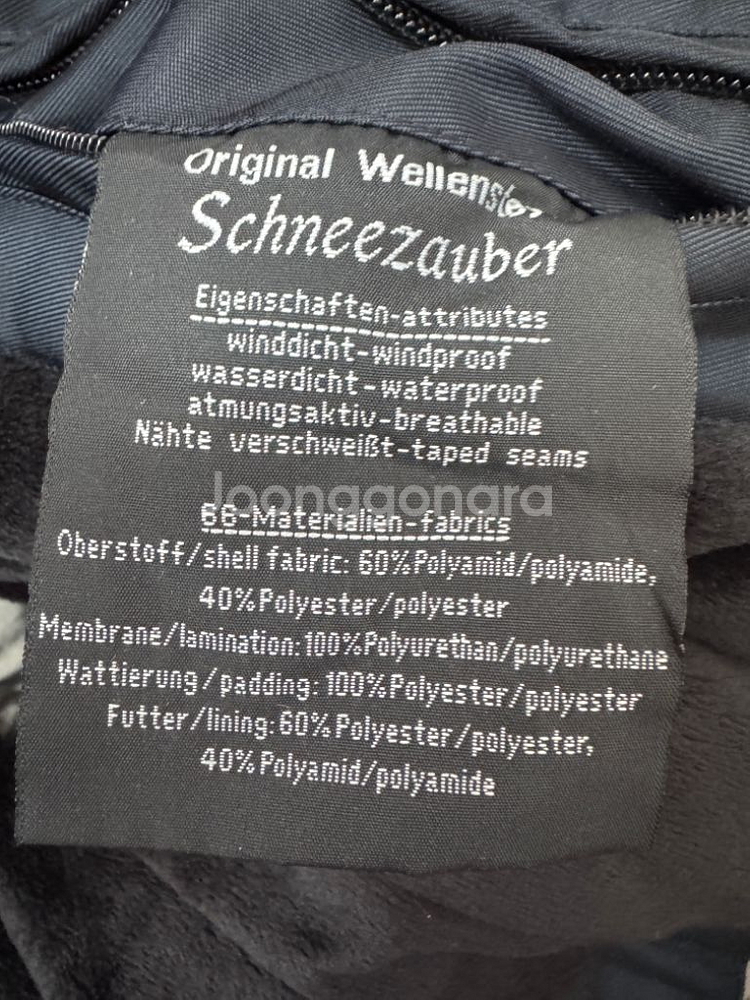 Original Wellensteyn
Schneezauber
Eigenschaften-attributes
winddicht-windproof
wasserdicht-waterproof
atmungsaktiv-breathable
Nähte verschweißt-taped seams
Joonggonara
66-Materialien-fabrics
Oberstoff/shell fabric: 60%Polyamid/polyamide,
40%Polyester/polyester
Membrane/lamination:100%Polyurethan/polyurethane
Wattierung/padding: 100%Polyester/polyester
Futter/lining:60%Polyester/polyester,
40%Polyamid/polyamide